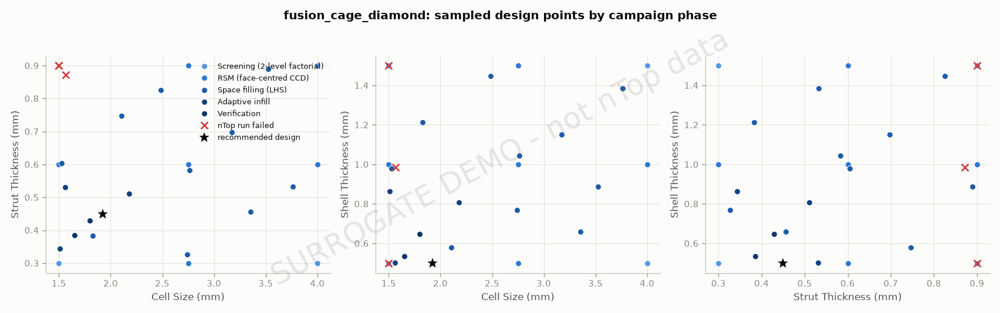 fusion_cage_diamond: sampled design points by campaign phase
Strut Thickness (mm)
0.9
0.8
0.7
0.6
0.5
0.4
0.3
1.5 2.0 2.5 3.0 3.5 4.0
Cell Size (mm)
Screening (2-level factorial)
RSM (face-centred CCD)
Space filling (LHS)
Adaptive infill
Verification
nTop run failed
recommended design
Shell Thickness (mm)
1.4
1.2
1.0
0.8
0.6
1.5 2.0 2.5 3.0 3.5 4.0
Cell Size (mm)
Shell Thickness (mm)
1.4
1.2
1.0
0.8
0.6
0.3 0.4 0.5 0.6 0.7 0.8 0.9
Strut Thickness (mm)
SURROGATE DEMO - not nTop data